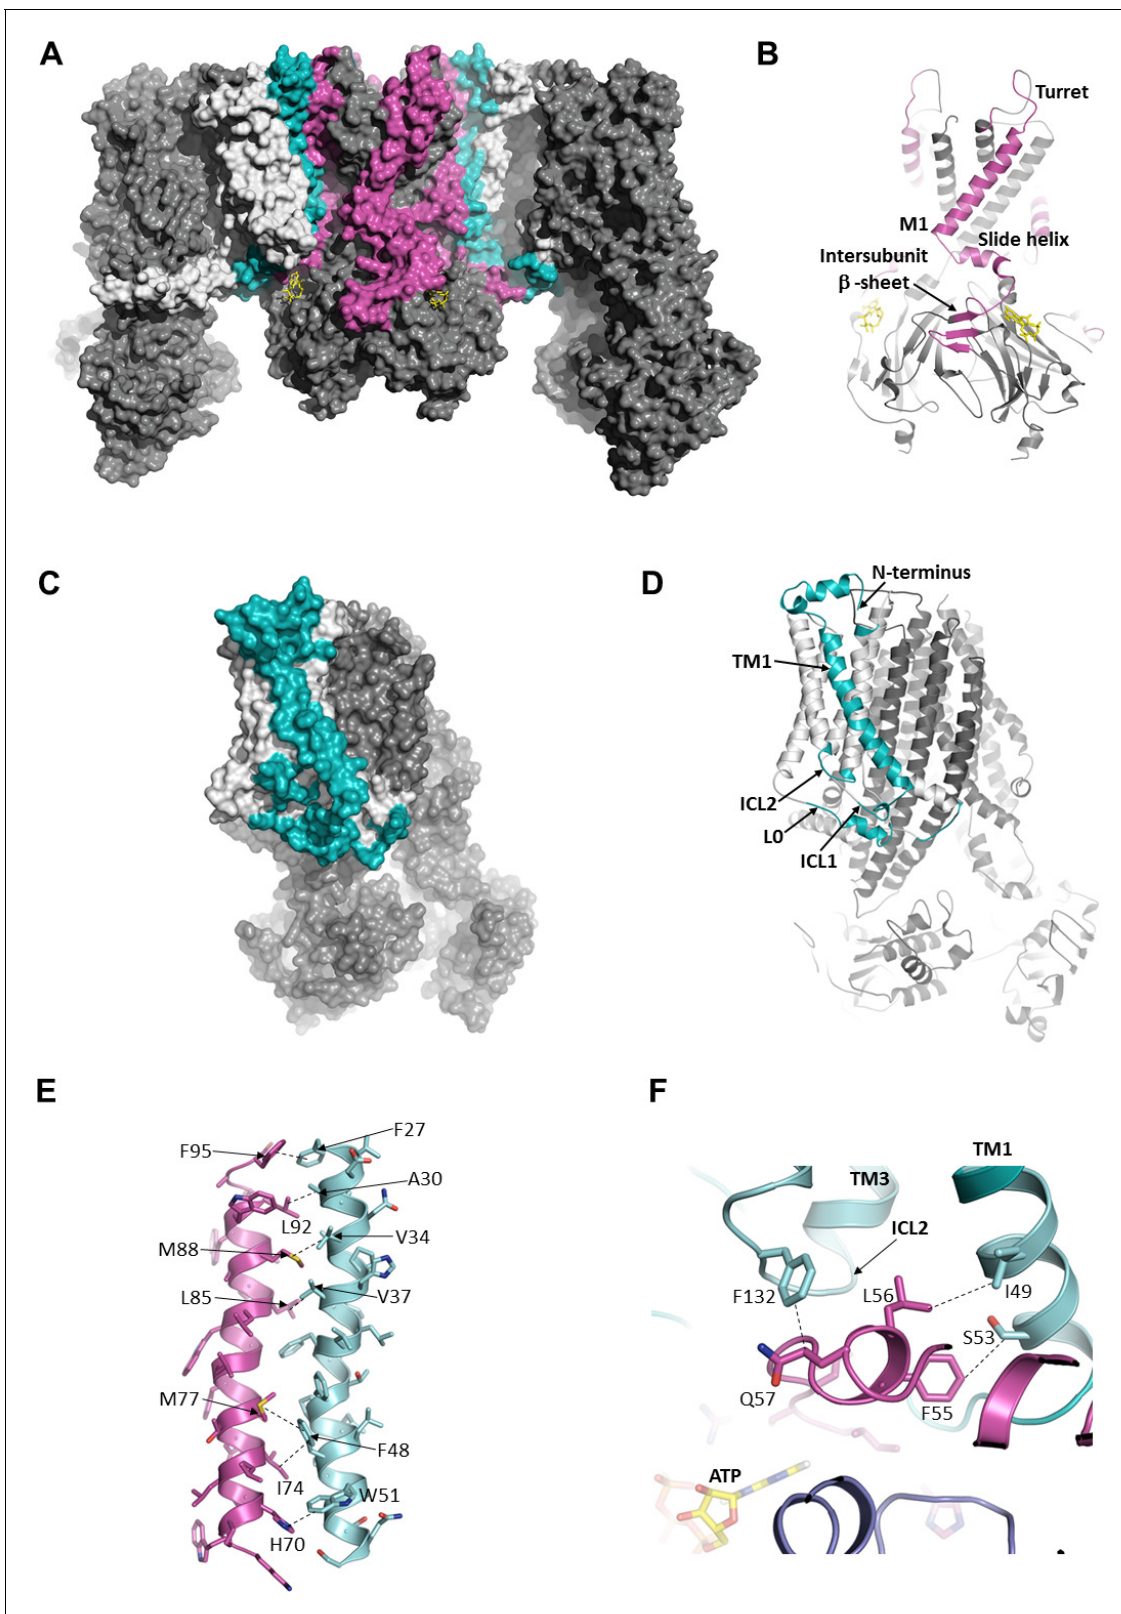 A
B
Turret
M1
Slide helix
Intersubunit
β -sheet
C
D
N-terminus
TM1
ICL2
L0
ICL1
E
F95
F27
A30
L92
M88
V34
L85
V37
M77
F48
I74
W51
H70
F
TM1
TM3
ICL2
F132
L56
I49
S53
Q57
F55
ATP